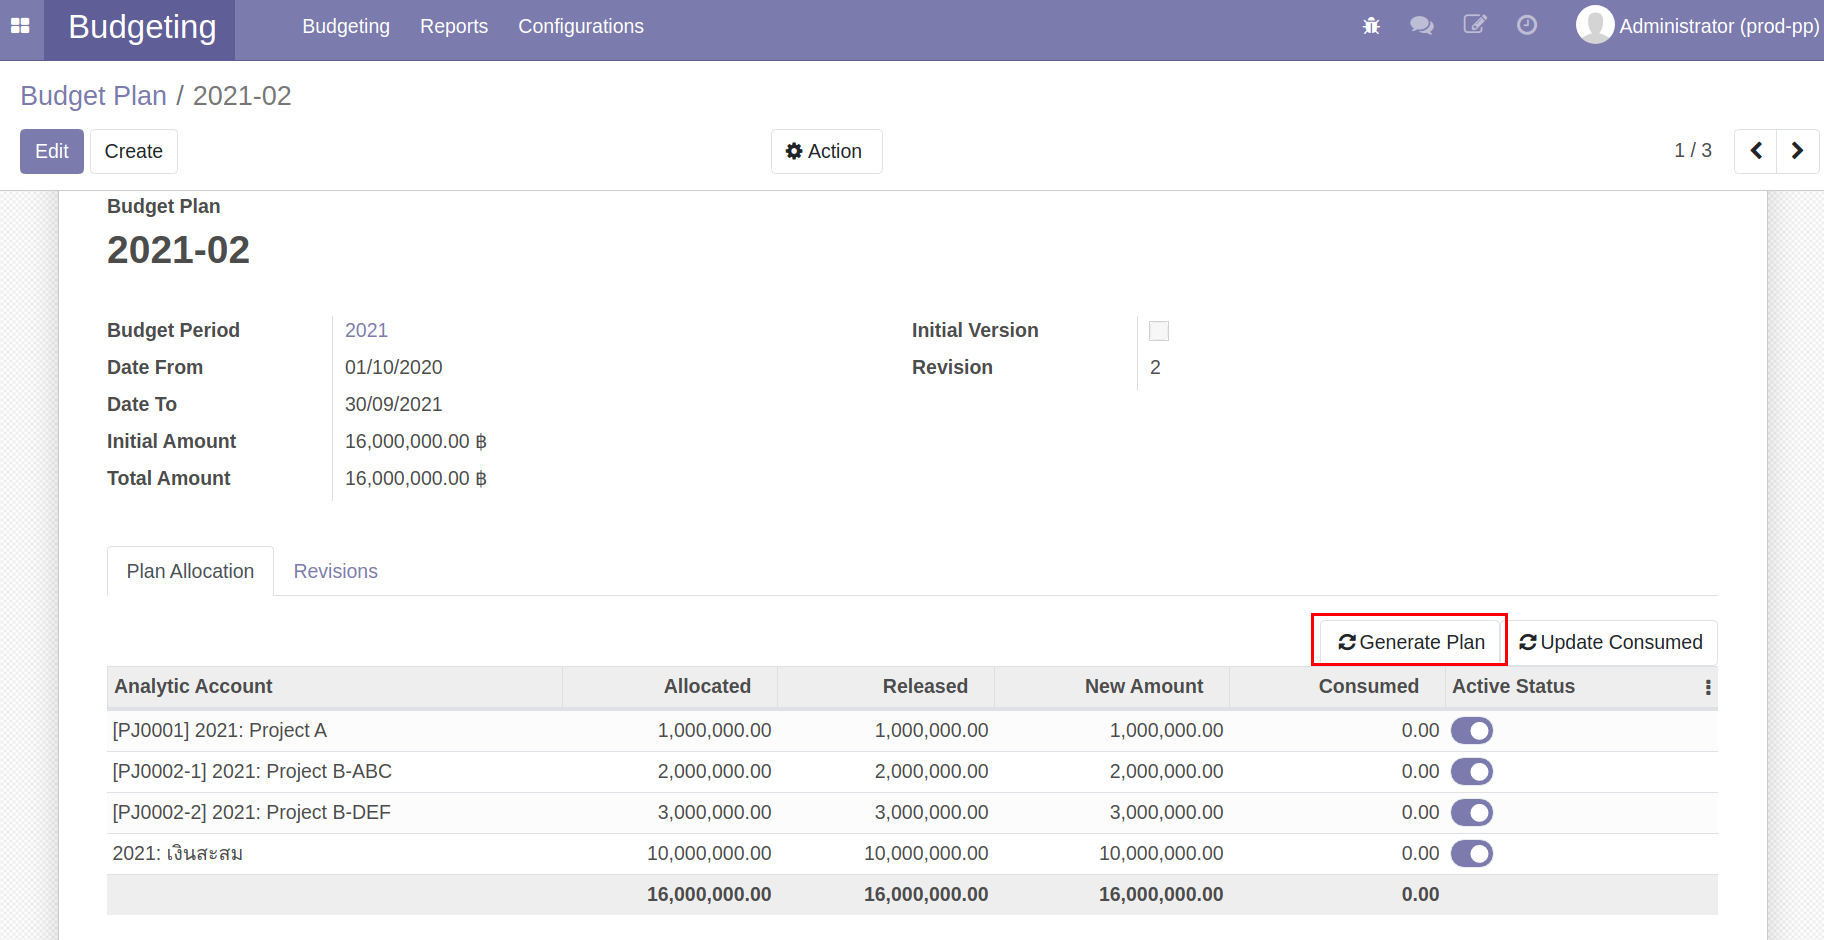 Budgeting Budgeting Reports Configurations Administrator (prod-pp)
Budget Plan / 2021-02
Edit Create Action 1 / 3
Budget Plan
2021-02
Budget Period 2021 Initial Version
Date From 01/10/2020 Revision 2
Date To 30/09/2021
Initial Amount 16,000,000.00 ฿
Total Amount 16,000,000.00 ฿
Plan Allocation Revisions
Generate Plan Update Consumed
Analytic Account Allocated Released New Amount Consumed Active Status
[PJ0001] 2021: Project A 1,000,000.00 1,000,000.00 1,000,000.00 0.00
[PJ0002-1] 2021: Project B-ABC 2,000,000.00 2,000,000.00 2,000,000.00 0.00
[PJ0002-2] 2021: Project B-DEF 3,000,000.00 3,000,000.00 3,000,000.00 0.00
2021: เงินสะสม 10,000,000.00 10,000,000.00 10,000,000.00 0.00
16,000,000.00 16,000,000.00 16,000,000.00 0.00